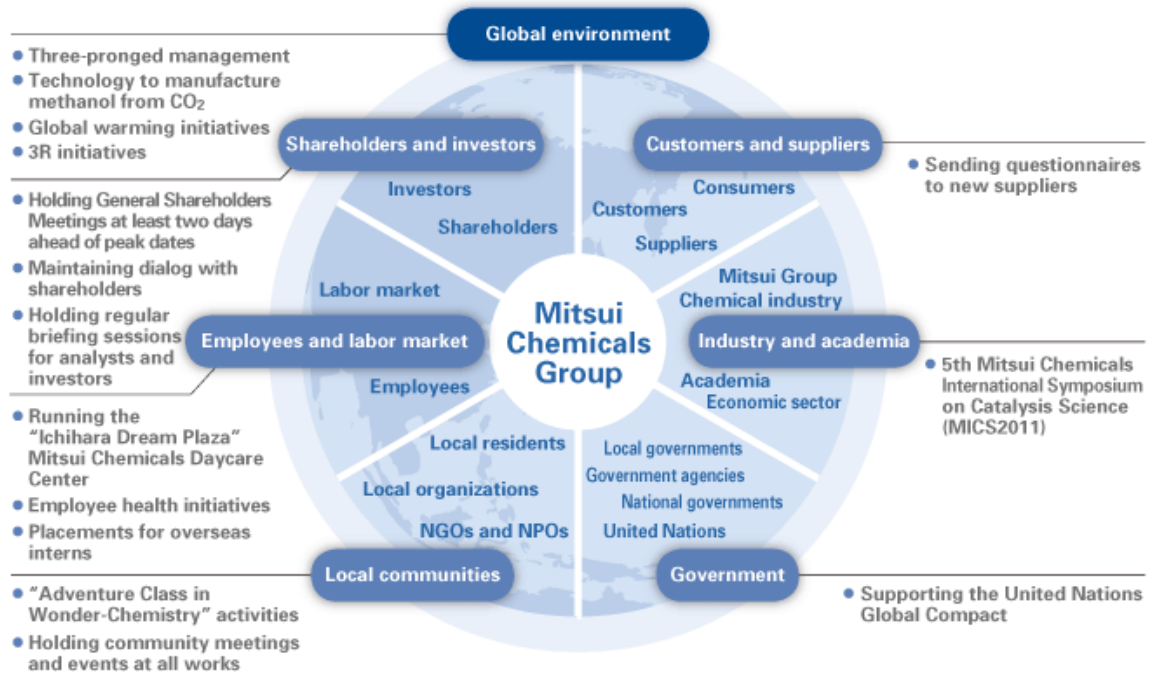 Global environment
• Three-pronged management
• Technology to manufacture
methanol from CO₂
• Global warming initiatives
• 3R initiatives
Shareholders and investors
Investors
Shareholders
• Holding General Shareholders
Meetings at least two days
ahead of peak dates
• Maintaining dialog with
shareholders
• Holding regular
briefing sessions
for analysts and
investors
Customers and suppliers
Consumers
Customers
Suppliers
• Sending questionnaires
to new suppliers
Labor market
Employees and labor market
Employees
• Running the
“Ichihara Dream Plaza”
Mitsui Chemicals Daycare
Center
• Employee health initiatives
• Placements for overseas
interns
Mitsui
Chemicals
Group
Mitsui Group
Chemical industry
Industry and academia
Academia
Economic sector
• 5th Mitsui Chemicals
International Symposium
on Catalysis Science
(MICS2011)
Local residents
Local organizations
NGOs and NPOs
Local communities
• “Adventure Class in
Wonder-Chemistry” activities
• Holding community meetings
and events at all works
Local governments
Government agencies
National governments
United Nations
Government
• Supporting the United Nations
Global Compact